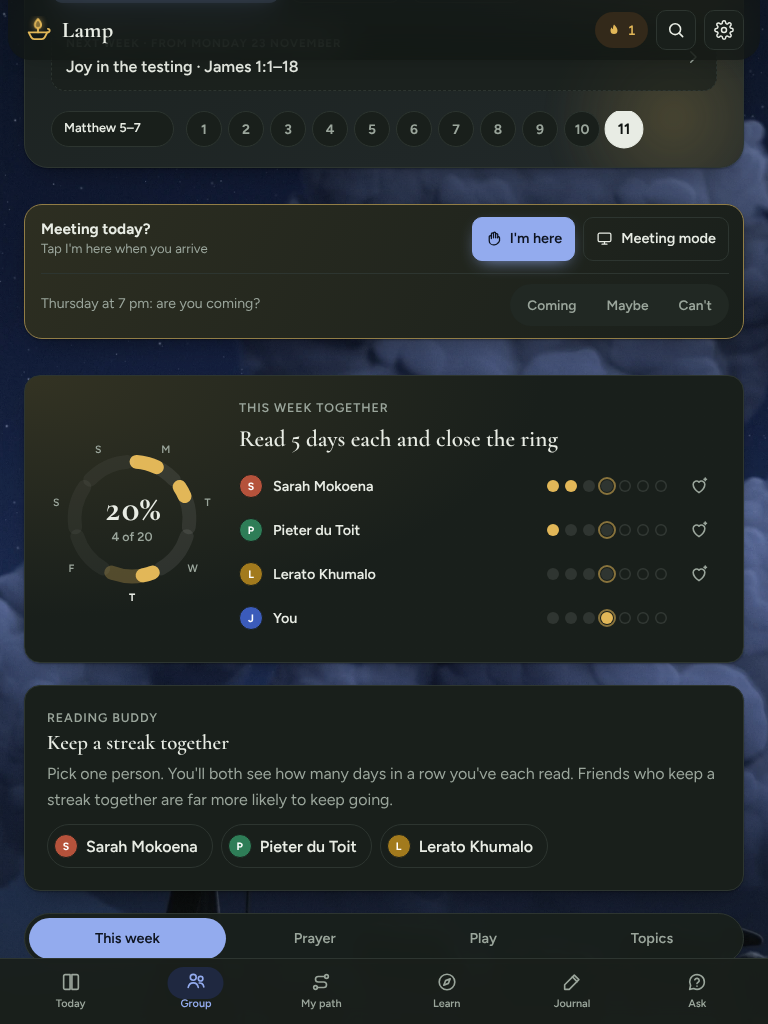 Lamp
1
NEXT WEEK · FROM MONDAY 23 NOVEMBER
Joy in the testing · James 1:1–18
Matthew 5–7
1 2 3 4 5 6 7 8 9 10 11
Meeting today?
Tap I'm here when you arrive
I'm here
Meeting mode
Thursday at 7 pm: are you coming?
Coming Maybe Can't
THIS WEEK TOGETHER
Read 5 days each and close the ring
S M T W T F S
20%
4 of 20
S Sarah Mokoena
P Pieter du Toit
L Lerato Khumalo
J You
READING BUDDY
Keep a streak together
Pick one person. You'll both see how many days in a row you've each read. Friends who keep a
streak together are far more likely to keep going.
S Sarah Mokoena P Pieter du Toit L Lerato Khumalo
This week Prayer Play Topics
Today Group My path Learn Journal Ask